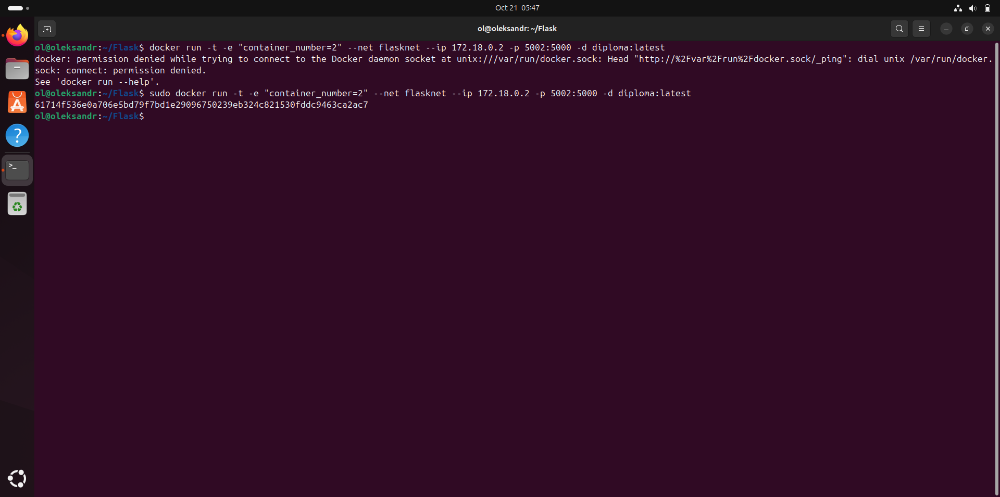 Oct 21 05:47
ol@oleksandr: ~/Flask
ol@oleksandr:~/Flask$ docker run -t -e "container_number=2" --net flasknet --ip 172.18.0.2 -p 5002:5000 -d diploma:latest
docker: permission denied while trying to connect to the Docker daemon socket at unix:///var/run/docker.sock: Head "http://%2Fvar%2Frun%2Fdocker.sock/_ping": dial unix /var/run/docker.
sock: connect: permission denied.
See 'docker run --help'.
ol@oleksandr:~/Flask$ sudo docker run -t -e "container_number=2" --net flasknet --ip 172.18.0.2 -p 5002:5000 -d diploma:latest
61714f536e0a706e5bd79f7bd1e29096750239eb324c821530fddc9463ca2ac7
ol@oleksandr:~/Flask$